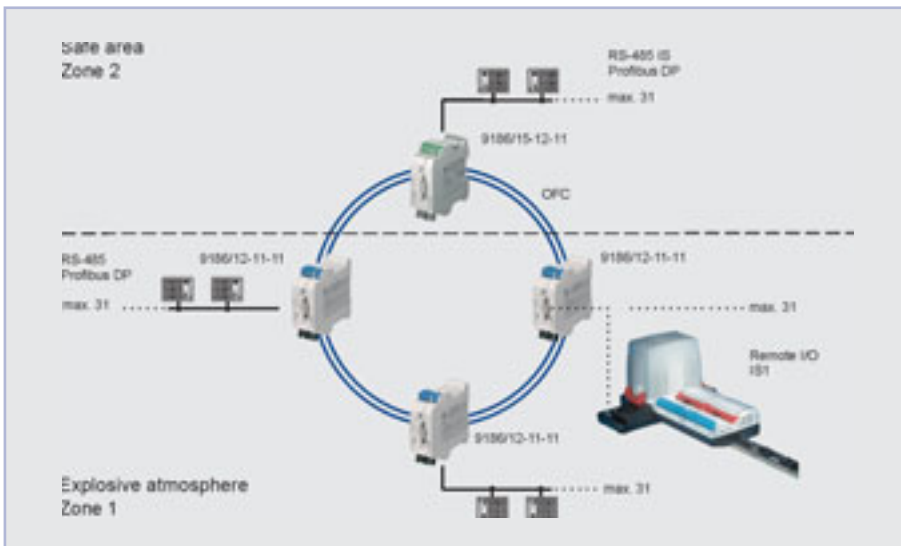 Safe area
Zone 2
RS-485 IS
Profibus DP
max. 31
9186/15-12-11
OFC
RS-485
Profibus DP
9186/12-11-11
9186/12-11-11
max. 31
max. 31
Remote I/O
IS1
9186/12-11-11
Explosive atmosphere
Zone 1
max. 31